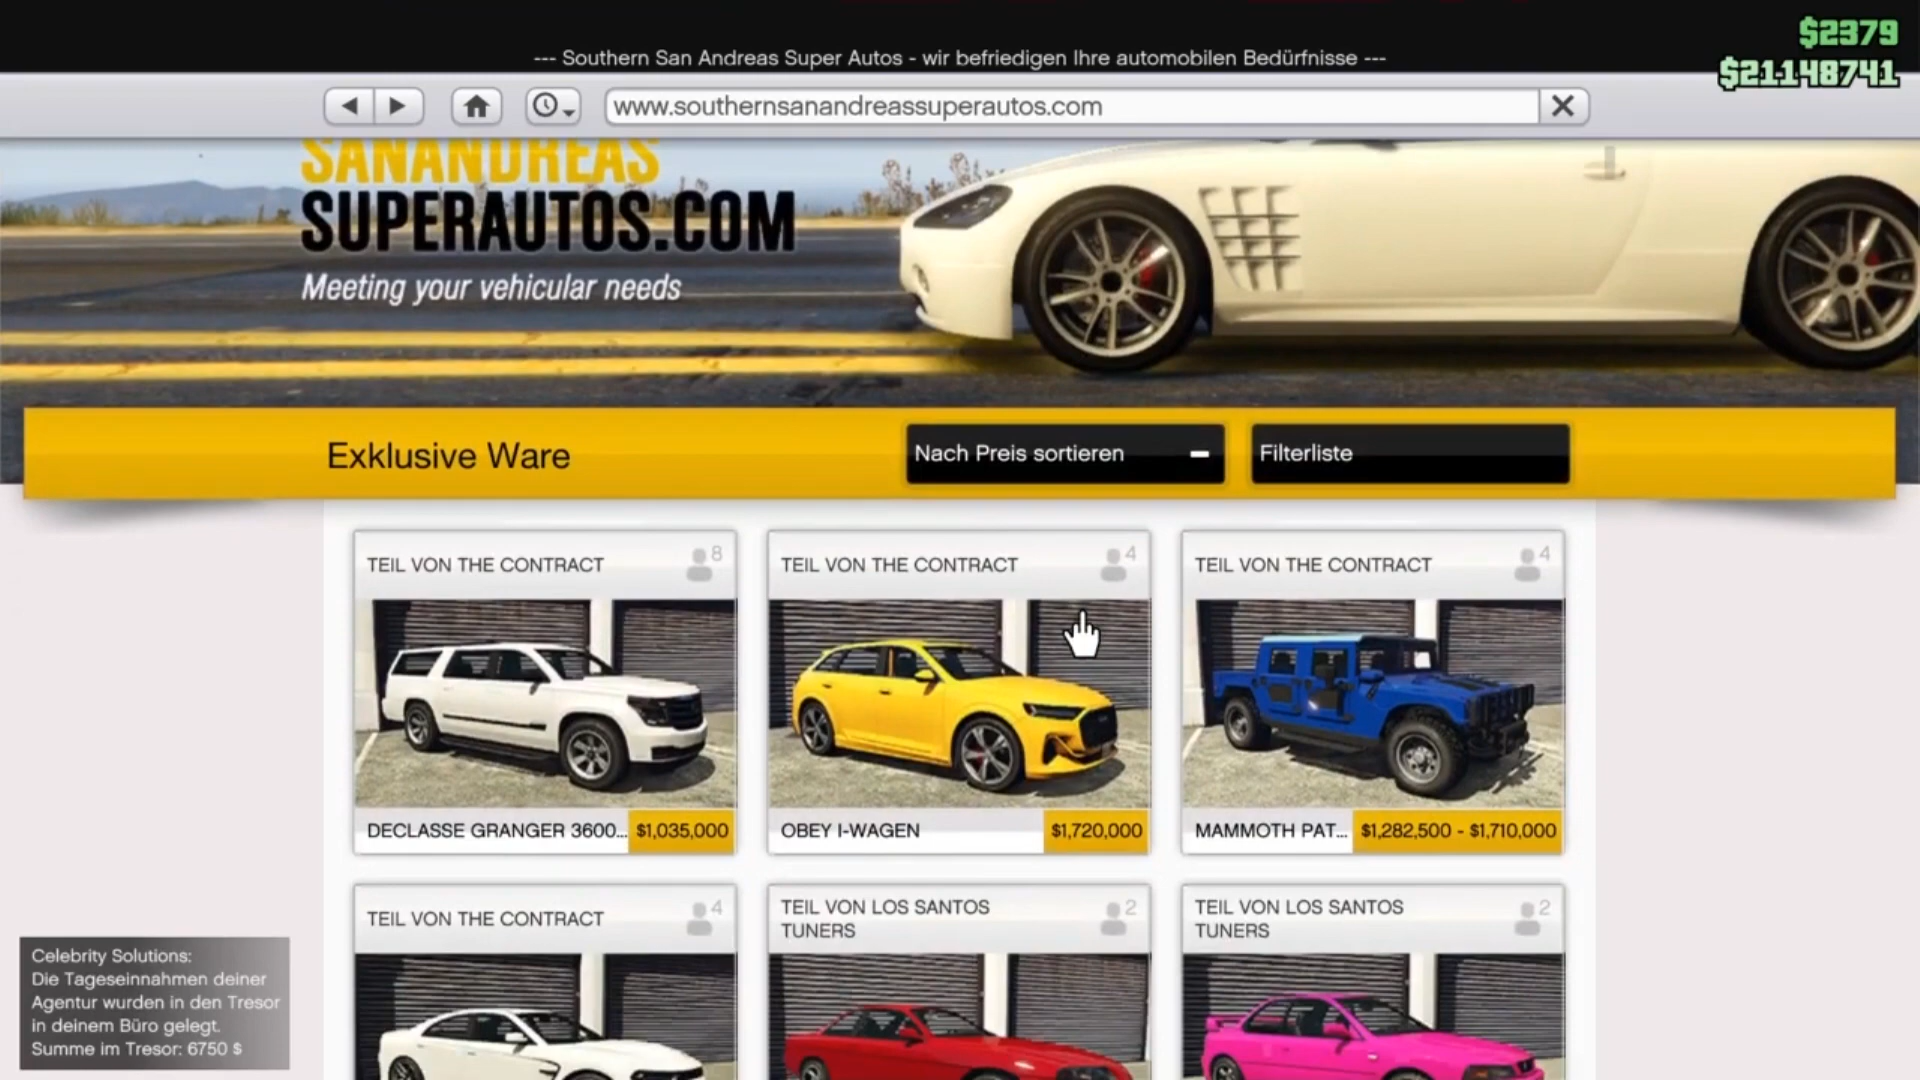 $2379
--- Southern San Andreas Super Autos - wir befriedigen Ihre automobilen Bedürfnisse ---
$21148741
www.southernsanandreassuperautos.com
SANANDREAS
SUPERAUTOS.COM
Meeting your vehicular needs
Exklusive Ware
Nach Preis sortieren
Filterliste
TEIL VON THE CONTRACT
8
TEIL VON THE CONTRACT
4
TEIL VON THE CONTRACT
4
DECLASSE GRANGER 3600...
$1,035,000
OBEY I-WAGEN
$1,720,000
MAMMOTH PAT...
$1,282,500 - $1,710,000
TEIL VON THE CONTRACT
4
TEIL VON LOS SANTOS
TUNERS
2
TEIL VON LOS SANTOS
TUNERS
2
Celebrity Solutions:
Die Tageseinnahmen deiner
Agentur wurden in den Tresor
in deinem Büro gelegt.
Summe im Tresor: 6750 $